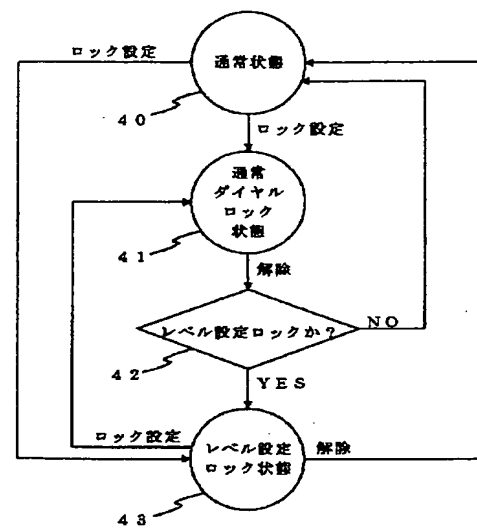 ロック設定
通常状態
40
ロック設定
通常
ダイヤル
ロック
状態
41
解除
レベル設定ロックか?
NO
42
YES
ロック設定
レベル設定
ロック状態
解除
43